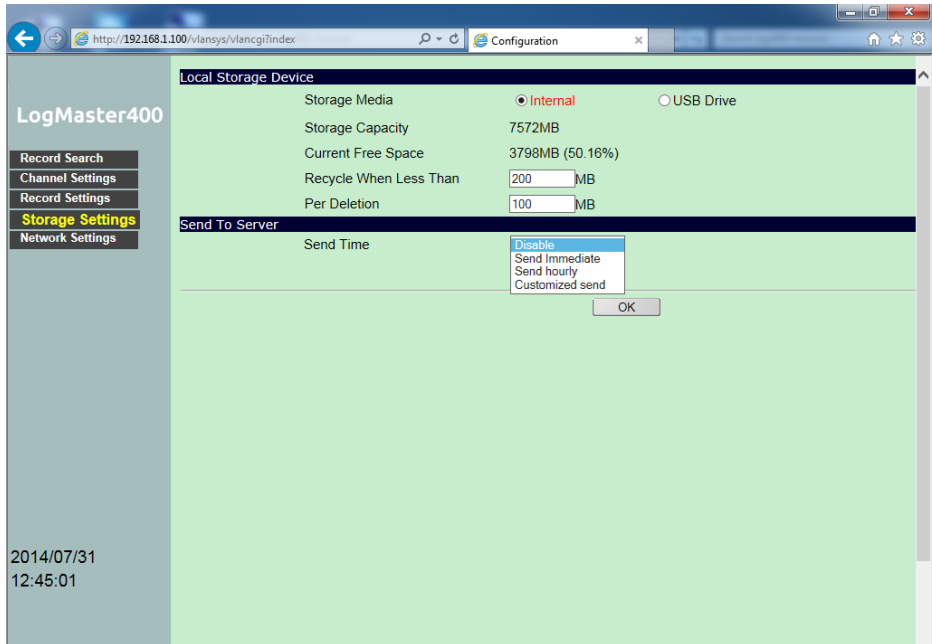 http://192.168.1.100/vlansys/vlancgi?index
Configuration
LogMaster400
Record Search
Channel Settings
Record Settings
Storage Settings
Network Settings
2014/07/31
12:45:01
Local Storage Device
Storage Media Internal USB Drive
Storage Capacity 7572MB
Current Free Space 3798MB (50.16%)
Recycle When Less Than 200 MB
Per Deletion 100 MB
Send To Server
Send Time Disable
Send Immediate
Send hourly
Customized send
OK